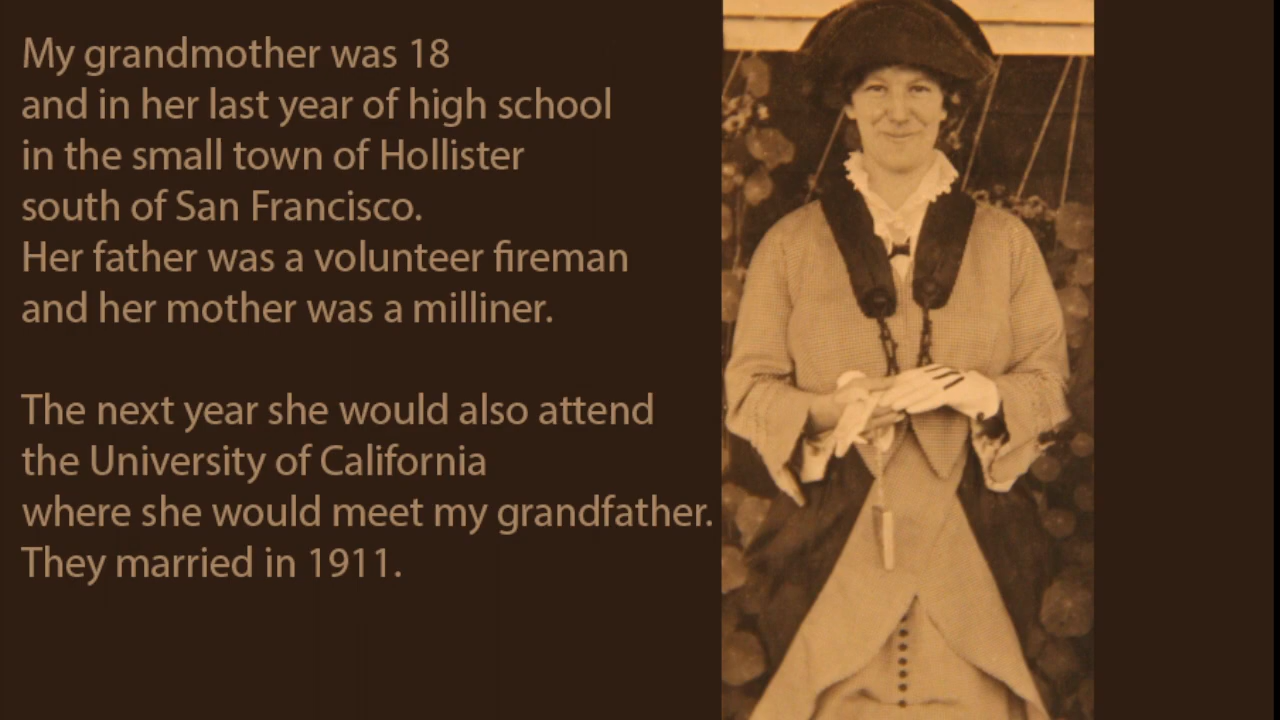 My grandmother was 18
and in her last year of high school
in the small town of Hollister
south of San Francisco.
Her father was a volunteer fireman
and her mother was a milliner.
The next year she would also attend
the University of California
where she would meet my grandfather.
They married in 1911.